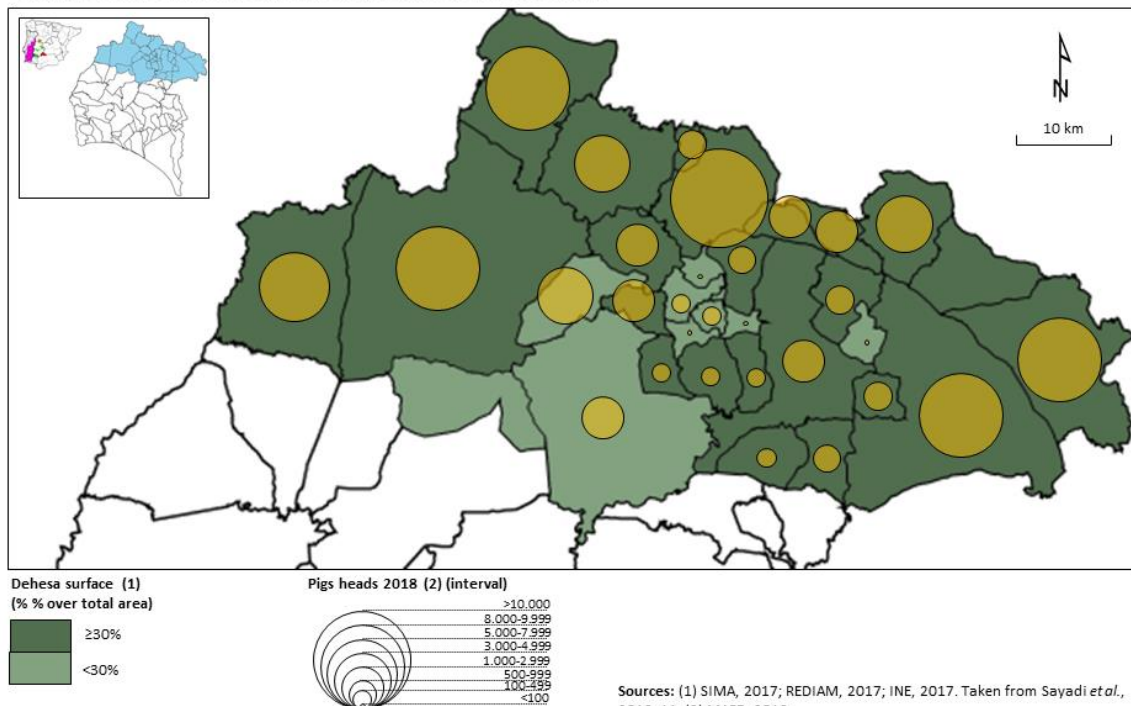 N
10 km
Dehesa surface (1)
(% % over total area)
≥30%
<30%
Pigs heads 2018 (2) (interval)
>10.000
8.000-9.999
5.000-7.999
3.000-4.999
1.000-2.999
500-999
100-499
<100
Sources: (1) SIMA, 2017; REDIAM, 2017; INE, 2017. Taken from Sayadi et al.,